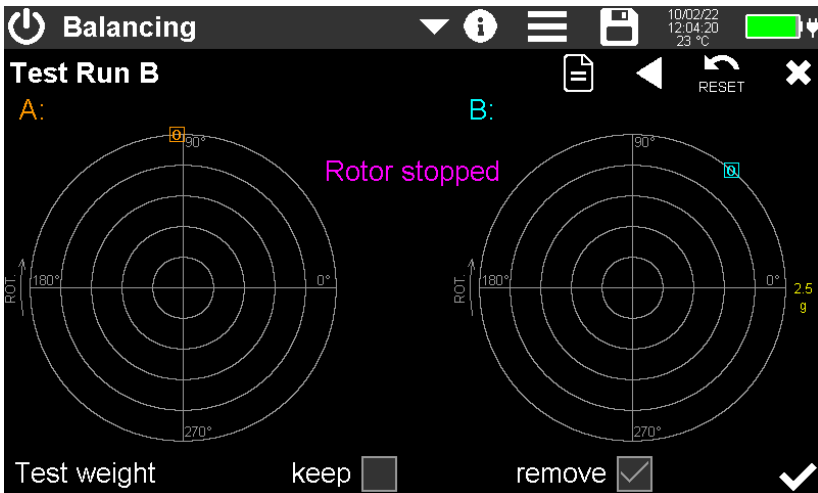 Balancing
10/02/22
12:04:20
23 °C
Test Run B
RESET
A:
B:
0
90°
0
90°
Rotor stopped
ROT.
180°
0°
ROT.
180°
0°
2.5
g
270°
270°
Test weight
keep
remove